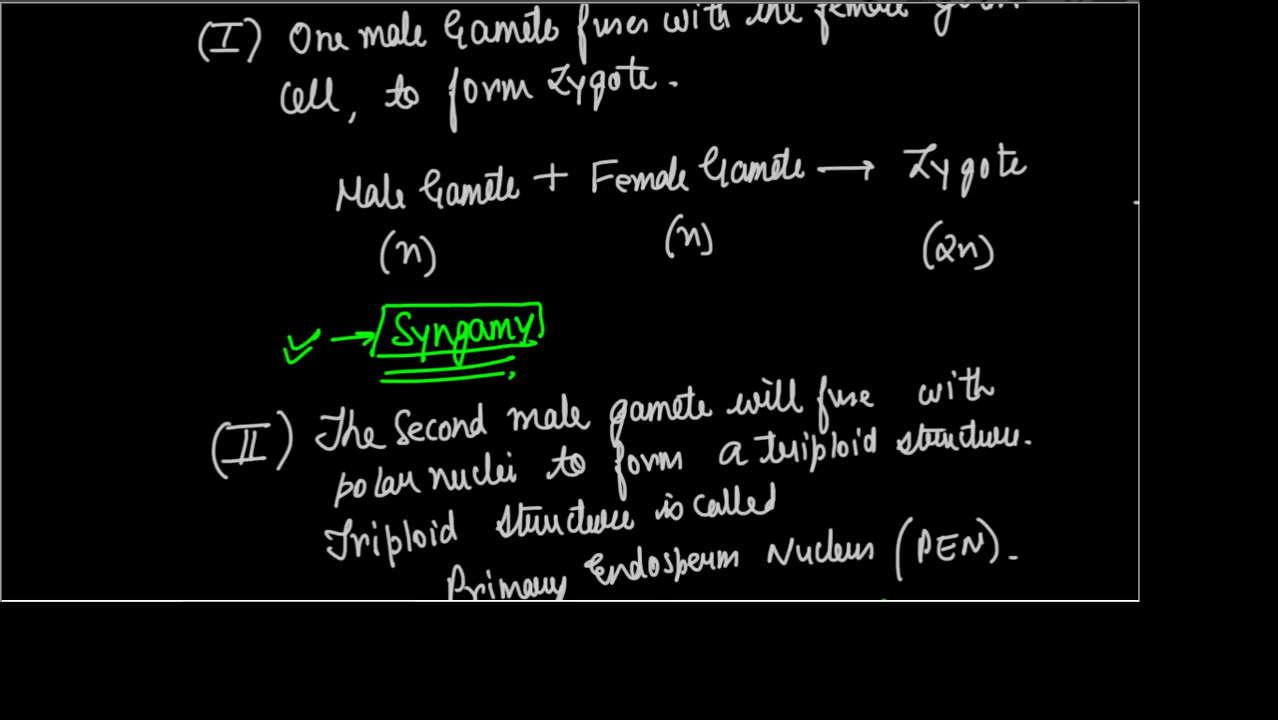 (I) One male Gamete fuses with the female
cell, to form Zygote.
Male Gamete + Female Gamete → Zygote
(n) (n) (2n)
→ Syngamy
(II) The Second male gamete will fuse with
polar nuclei to form a triploid structure.
Triploid structure is called
Primary Endosperm Nucleus (PEN).